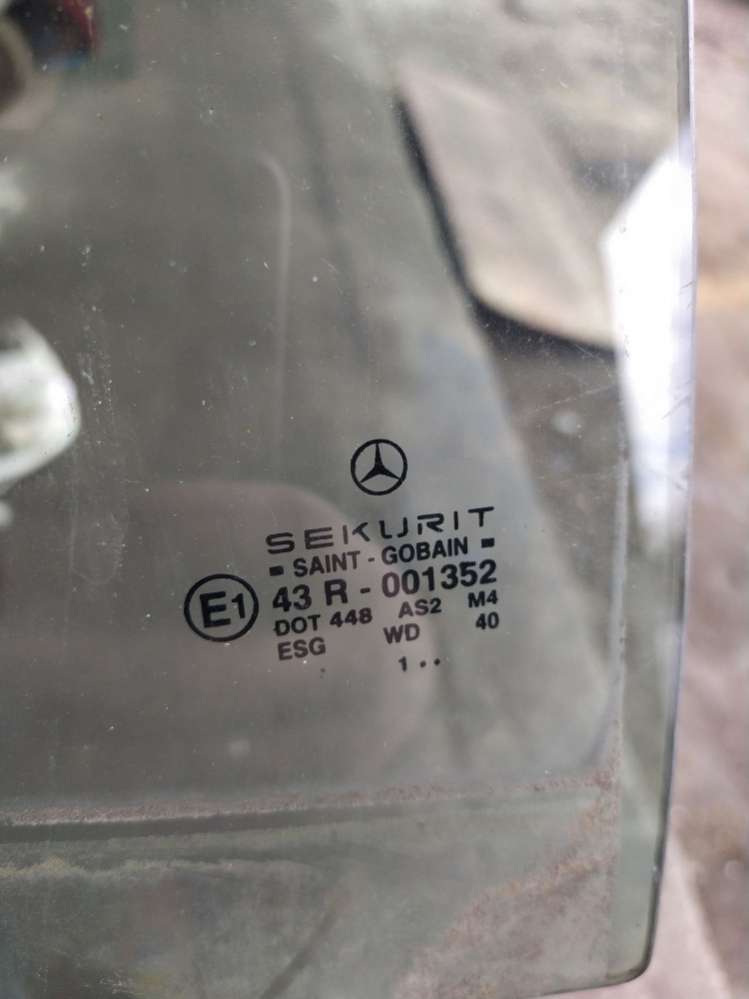 SEKURIT
SAINT - GOBAIN
E1 43 R - 001352
DOT 448 AS2 M4
ESG WD 40
1 . .